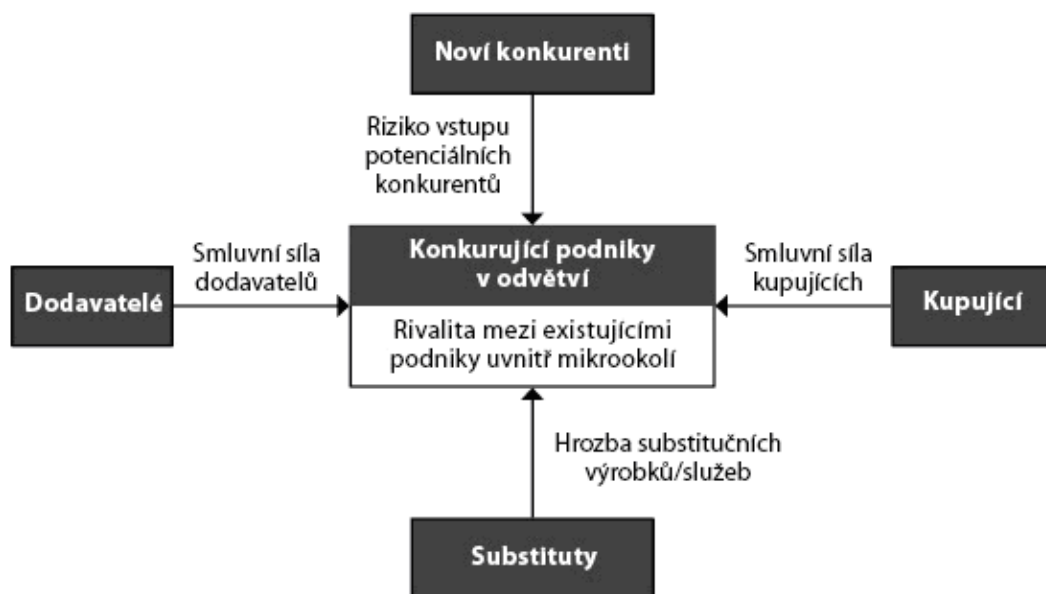 Noví konkurenti
Riziko vstupu
potenciálních
konkurentů
Smluvní síla
dodavatelů
Dodavatelé
Konkurující podniky
v odvětví
Rivalita mezi existujícími
podniky uvnitř mikrookolí
Smluvní síla
kupujících
Kupující
Hrozba substitučních
výrobků/služeb
Substituty